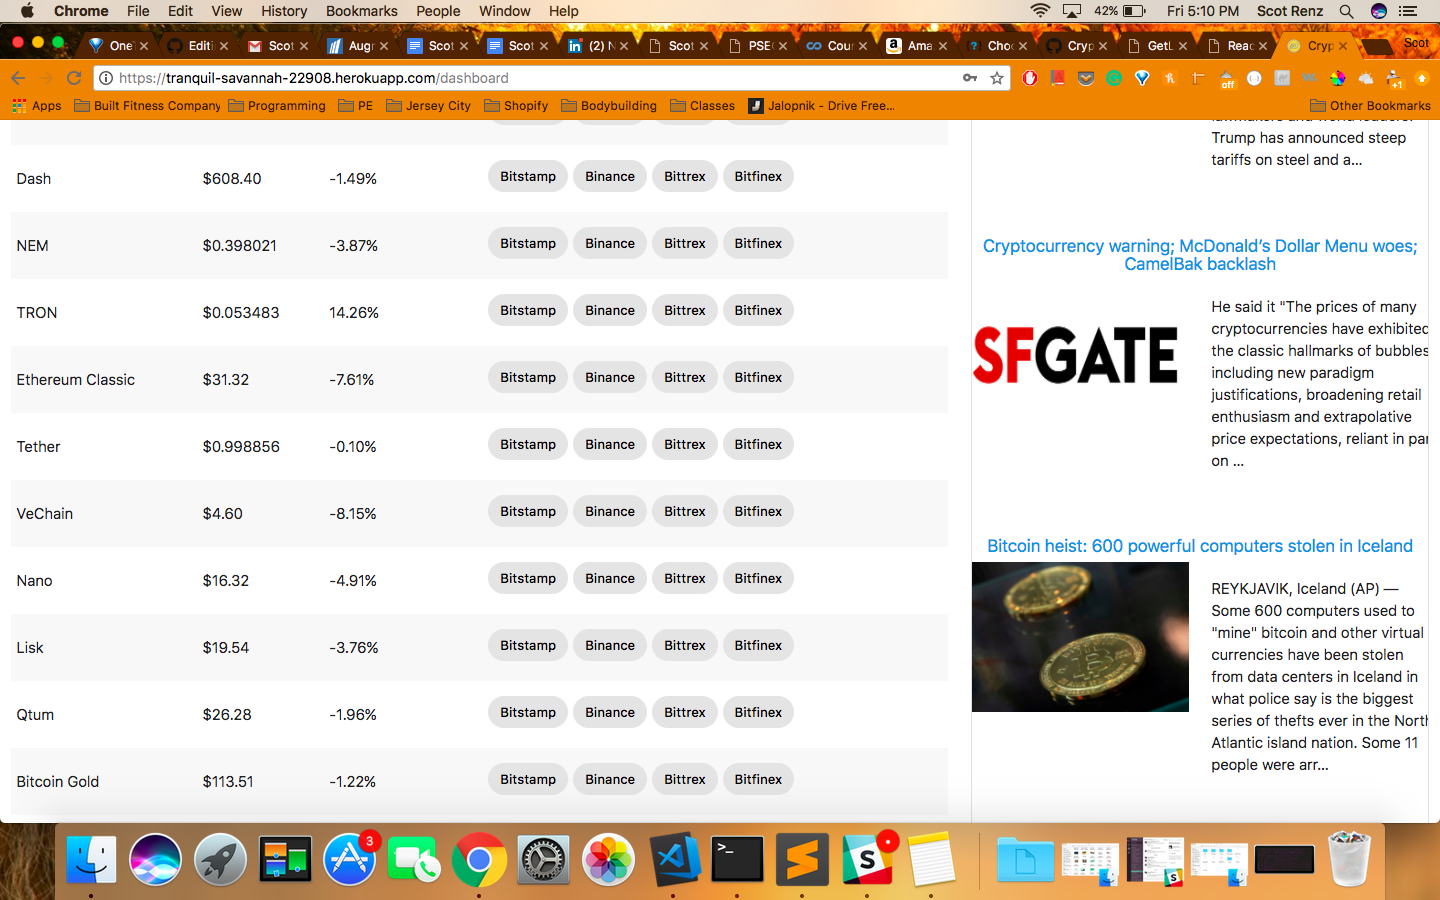 Chrome File Edit View History Bookmarks People Window Help 42% Fri 5:10 PM Scot Renz
One Editi Scot Augr Scot Scot (2) N Scot PSE Cour Ama Choo Cryp GetL Reac Cryp Scot
https://tranquil-savannah-22908.herokuapp.com/dashboard off +1
Apps Built Fitness Company Programming PE Jersey City Shopify Bodybuilding Classes Jalopnik - Drive Free... Other Bookmarks
Dash $608.40 -1.49% Bitstamp Binance Bittrex Bitfinex
NEM $0.398021 -3.87% Bitstamp Binance Bittrex Bitfinex
TRON $0.053483 14.26% Bitstamp Binance Bittrex Bitfinex
Ethereum Classic $31.32 -7.61% Bitstamp Binance Bittrex Bitfinex
Tether $0.998856 -0.10% Bitstamp Binance Bittrex Bitfinex
VeChain $4.60 -8.15% Bitstamp Binance Bittrex Bitfinex
Nano $16.32 -4.91% Bitstamp Binance Bittrex Bitfinex
Lisk $19.54 -3.76% Bitstamp Binance Bittrex Bitfinex
Qtum $26.28 -1.96% Bitstamp Binance Bittrex Bitfinex
Bitcoin Gold $113.51 -1.22% Bitstamp Binance Bittrex Bitfinex
lawmakers and world leaders.
Trump has announced steep
tariffs on steel and a...
Cryptocurrency warning; McDonald's Dollar Menu woes;
CamelBak backlash
SFGATE
He said it "The prices of many
cryptocurrencies have exhibited
the classic hallmarks of bubbles
including new paradigm
justifications, broadening retail
enthusiasm and extrapolative
price expectations, reliant in par
on ...
Bitcoin heist: 600 powerful computers stolen in Iceland
REYKJAVIK, Iceland (AP) —
Some 600 computers used to
"mine" bitcoin and other virtual
currencies have been stolen
from data centers in Iceland in
what police say is the biggest
series of thefts ever in the North
Atlantic island nation. Some 11
people were arr...
3